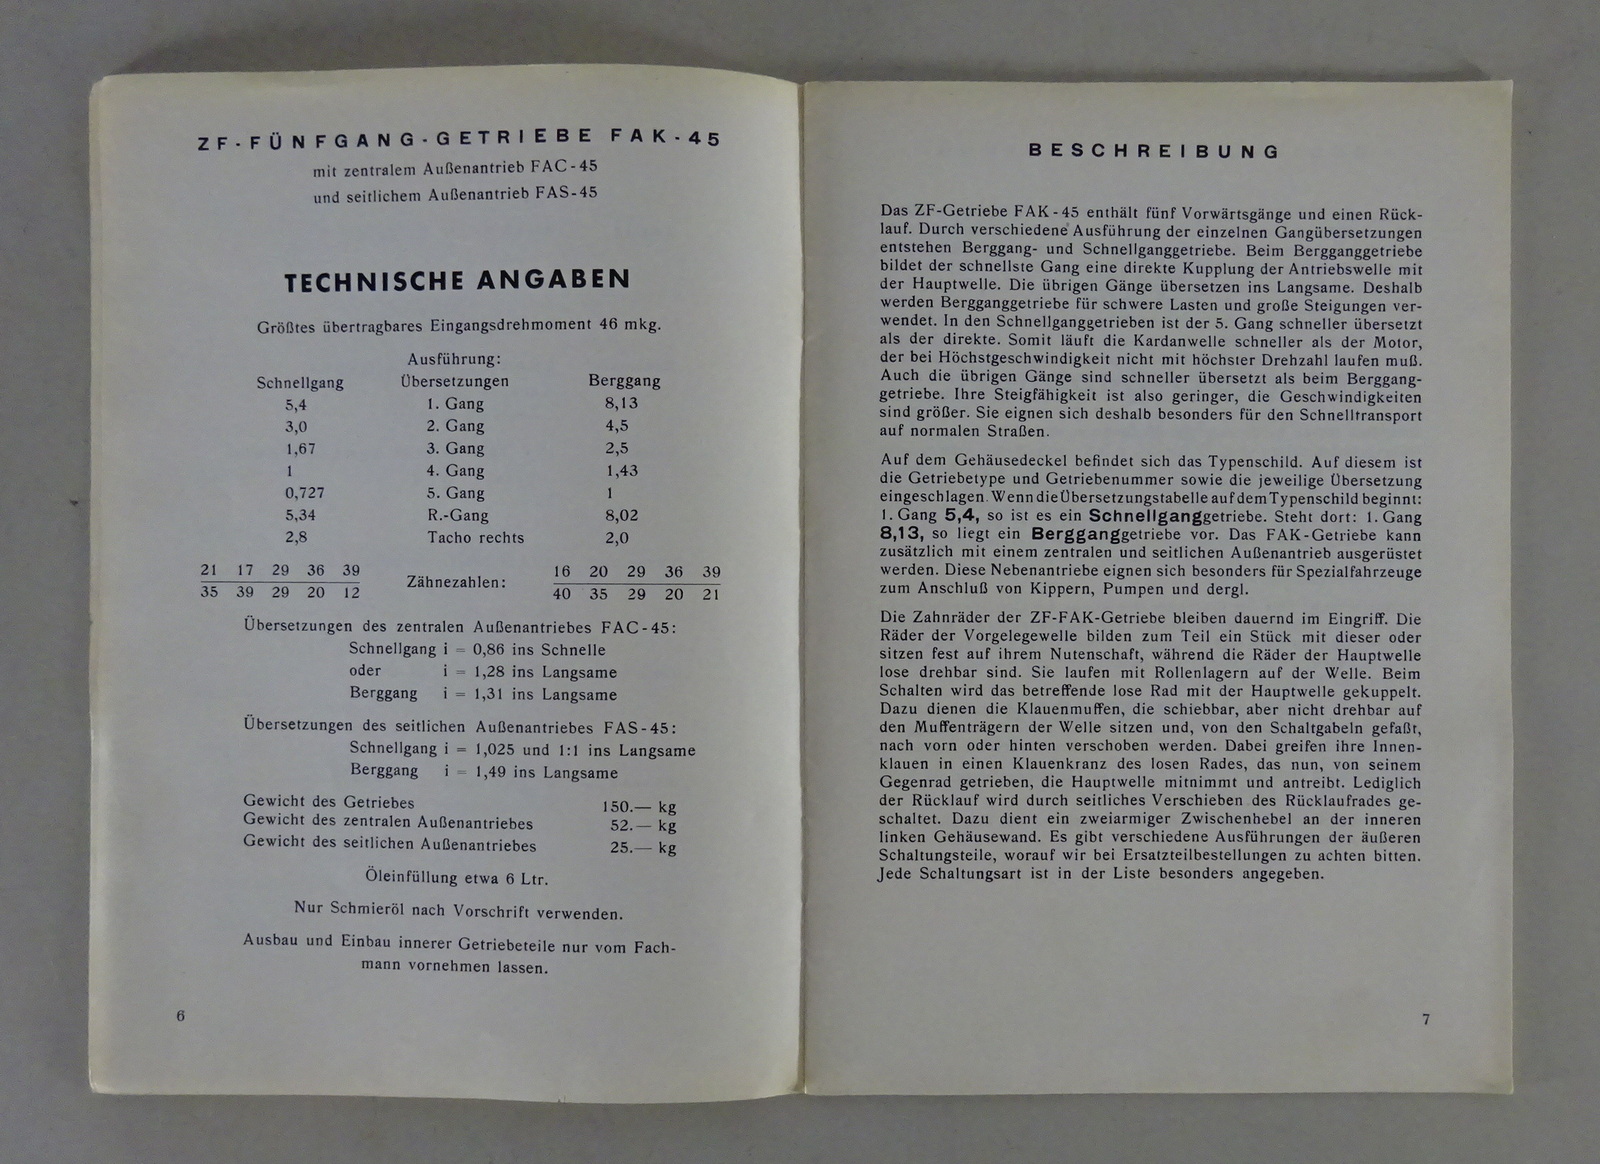 ZF-FÜNFGANG-GETRIEBE FAK-45
mit zentralem Außenantrieb FAC-45
und seitlichem Außenantrieb FAS-45
TECHNISCHE ANGABEN
Größtes übertragbares Eingangsdrehmoment 46 mkg.
Ausführung:
Schnellgang Übersetzungen Berggang
5,4 1. Gang 8,13
3,0 2. Gang 4,5
1,67 3. Gang 2,5
1 4. Gang 1,43
0,727 5. Gang 1
5,34 R.-Gang 8,02
2,8 Tacho rechts 2,0
21 17 29 36 39 16 20 29 36 39
Zähnezahlen:
35 39 29 20 12 40 35 29 20 21
Übersetzungen des zentralen Außenantriebes FAC-45:
Schnellgang i = 0,86 ins Schnelle
oder i = 1,28 ins Langsame
Berggang i = 1,31 ins Langsame
Übersetzungen des seitlichen Außenantriebes FAS-45:
Schnellgang i = 1,025 und 1:1 ins Langsame
Berggang i = 1,49 ins Langsame
Gewicht des Getriebes 150.— kg
Gewicht des zentralen Außenantriebes 52.— kg
Gewicht des seitlichen Außenantriebes 25.— kg
Öleinfüllung etwa 6 Ltr.
Nur Schmieröl nach Vorschrift verwenden.
Ausbau und Einbau innerer Getriebeteile nur vom Fach-
mann vornehmen lassen.
6
BESCHREIBUNG
Das ZF-Getriebe FAK-45 enthält fünf Vorwärtsgänge und einen Rück-
lauf. Durch verschiedene Ausführung der einzelnen Gangübersetzungen
entstehen Berggang- und Schnellganggetriebe. Beim Bergganggetriebe
bildet der schnellste Gang eine direkte Kupplung der Antriebswelle mit
der Hauptwelle. Die übrigen Gänge übersetzen ins Langsame. Deshalb
werden Bergganggetriebe für schwere Lasten und große Steigungen ver-
wendet. In den Schnellganggetrieben ist der 5. Gang schneller übersetzt
als der direkte. Somit läuft die Kardanwelle schneller als der Motor,
der bei Höchstgeschwindigkeit nicht mit höchster Drehzahl laufen muß.
Auch die übrigen Gänge sind schneller übersetzt als beim Berggang-
getriebe. Ihre Steigfähigkeit ist also geringer, die Geschwindigkeiten
sind größer. Sie eignen sich deshalb besonders für den Schnelltransport
auf normalen Straßen.
Auf dem Gehäusedeckel befindet sich das Typenschild. Auf diesem ist
die Getriebetype und Getriebenummer sowie die jeweilige Übersetzung
eingeschlagen. Wenn die Übersetzungstabelle auf dem Typenschild beginnt:
1. Gang 5,4, so ist es ein Schnellganggetriebe. Steht dort: 1. Gang
8,13, so liegt ein Bergganggetriebe vor. Das FAK-Getriebe kann
zusätzlich mit einem zentralen und seitlichen Außenantrieb ausgerüstet
werden. Diese Nebenantriebe eignen sich besonders für Spezialfahrzeuge
zum Anschluß von Kippern, Pumpen und dergl.
Die Zahnräder der ZF-FAK-Getriebe bleiben dauernd im Eingriff. Die
Räder der Vorgelegewelle bilden zum Teil ein Stück mit dieser oder
sitzen fest auf ihrem Nutenschaft, während die Räder der Hauptwelle
lose drehbar sind. Sie laufen mit Rollenlagern auf der Welle. Beim
Schalten wird das betreffende lose Rad mit der Hauptwelle gekuppelt.
Dazu dienen die Klauenmuffen, die schiebbar, aber nicht drehbar auf
den Muffenträgern der Welle sitzen und, von den Schaltgabeln gefaßt,
nach vorn oder hinten verschoben werden. Dabei greifen ihre Innen-
klauen in einen Klauenkranz des losen Rades, das nun, von seinem
Gegenrad getrieben, die Hauptwelle mitnimmt und antreibt. Lediglich
der Rücklauf wird durch seitliches Verschieben des Rücklaufrades ge-
schaltet. Dazu dient ein zweiarmiger Zwischenhebel an der inneren
linken Gehäusewand. Es gibt verschiedene Ausführungen der äußeren
Schaltungsteile, worauf wir bei Ersatzteilbestellungen zu achten bitten.
Jede Schaltungsart ist in der Liste besonders angegeben.
7